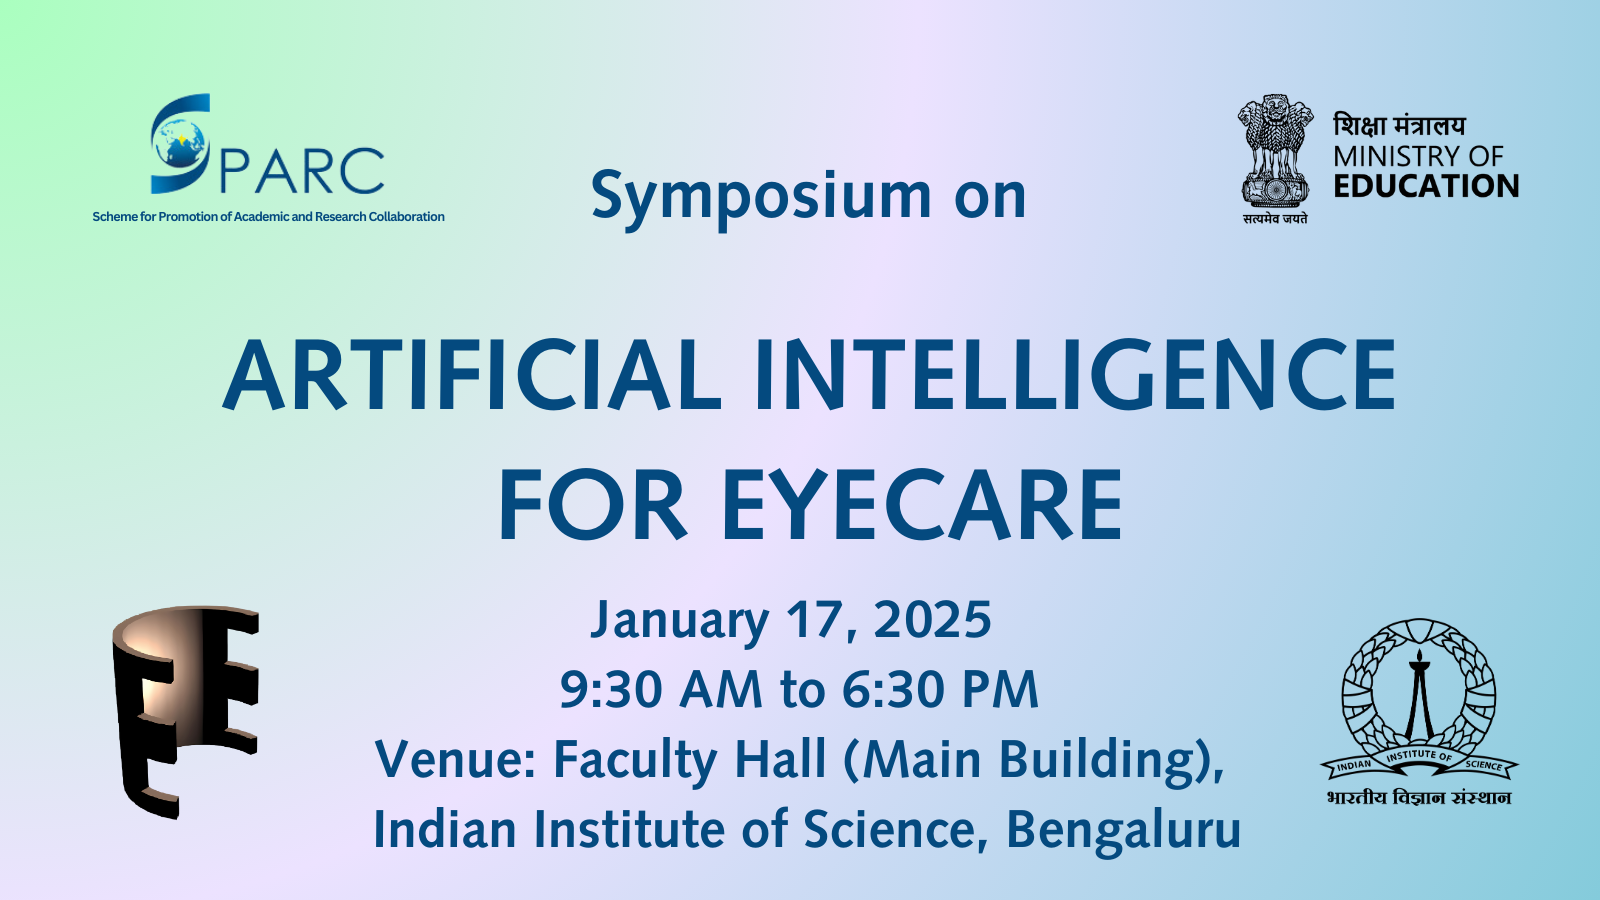 SPARC
Scheme for Promotion of Academic and Research Collaboration
Symposium on
शिक्षा मंत्रालय
MINISTRY OF
EDUCATION
सत्यमेव जयते
ARTIFICIAL INTELLIGENCE
FOR EYECARE
January 17, 2025
9:30 AM to 6:30 PM
Venue: Faculty Hall (Main Building),
Indian Institute of Science, Bengaluru
INDIAN INSTITUTE OF SCIENCE
भारतीय विज्ञान संस्थान